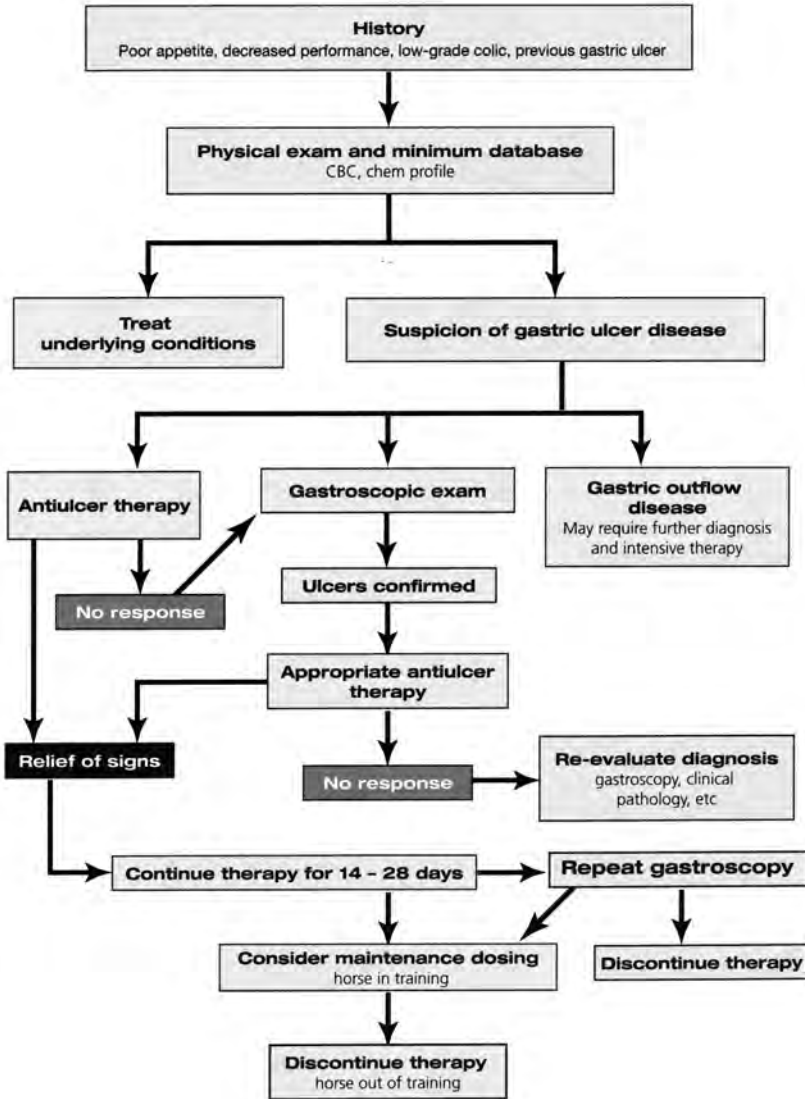 History
Poor appetite, decreased performance, low-grade colic, previous gastric ulcer
Physical exam and minimum database
CBC, chem profile
Treat
underlying conditions
Suspicion of gastric ulcer disease
Antiulcer therapy
Gastroscopic exam
Gastric outflow
disease
May require further diagnosis
and intensive therapy
No response
Ulcers confirmed
Appropriate antiulcer
therapy
Relief of signs
No response
Re-evaluate diagnosis
gastroscopy, clinical
pathology, etc
Continue therapy for 14 – 28 days
Repeat gastroscopy
Consider maintenance dosing
horse in training
Discontinue therapy
Discontinue therapy
horse out of training